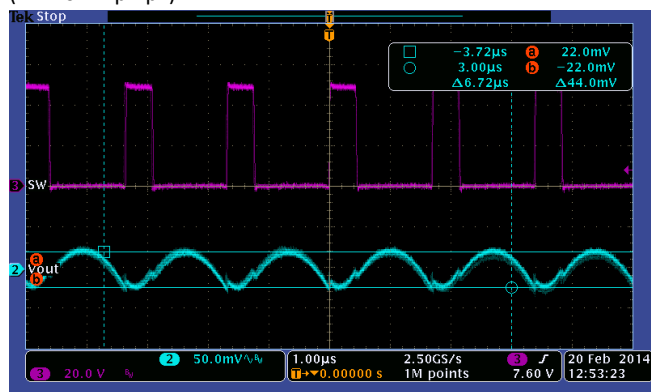 Tek Stop
T
T
−3.72µs a 22.0mV
3.00µs b −22.0mV
Δ6.72µs Δ44.0mV
3 SW
a
2 Vout
b
2 50.0mV
3 20.0 V
1.00µs 2.50GS/s 3
T→▼0.00000 s 1M points 7.60 V
20 Feb 2014
12:53:23